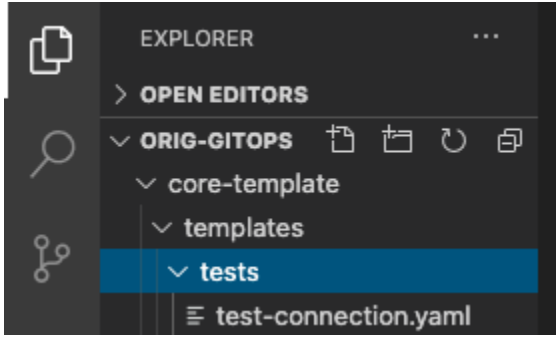 EXPLORER
OPEN EDITORS
ORIG-GITOPS
core-template
templates
tests
test-connection.yaml